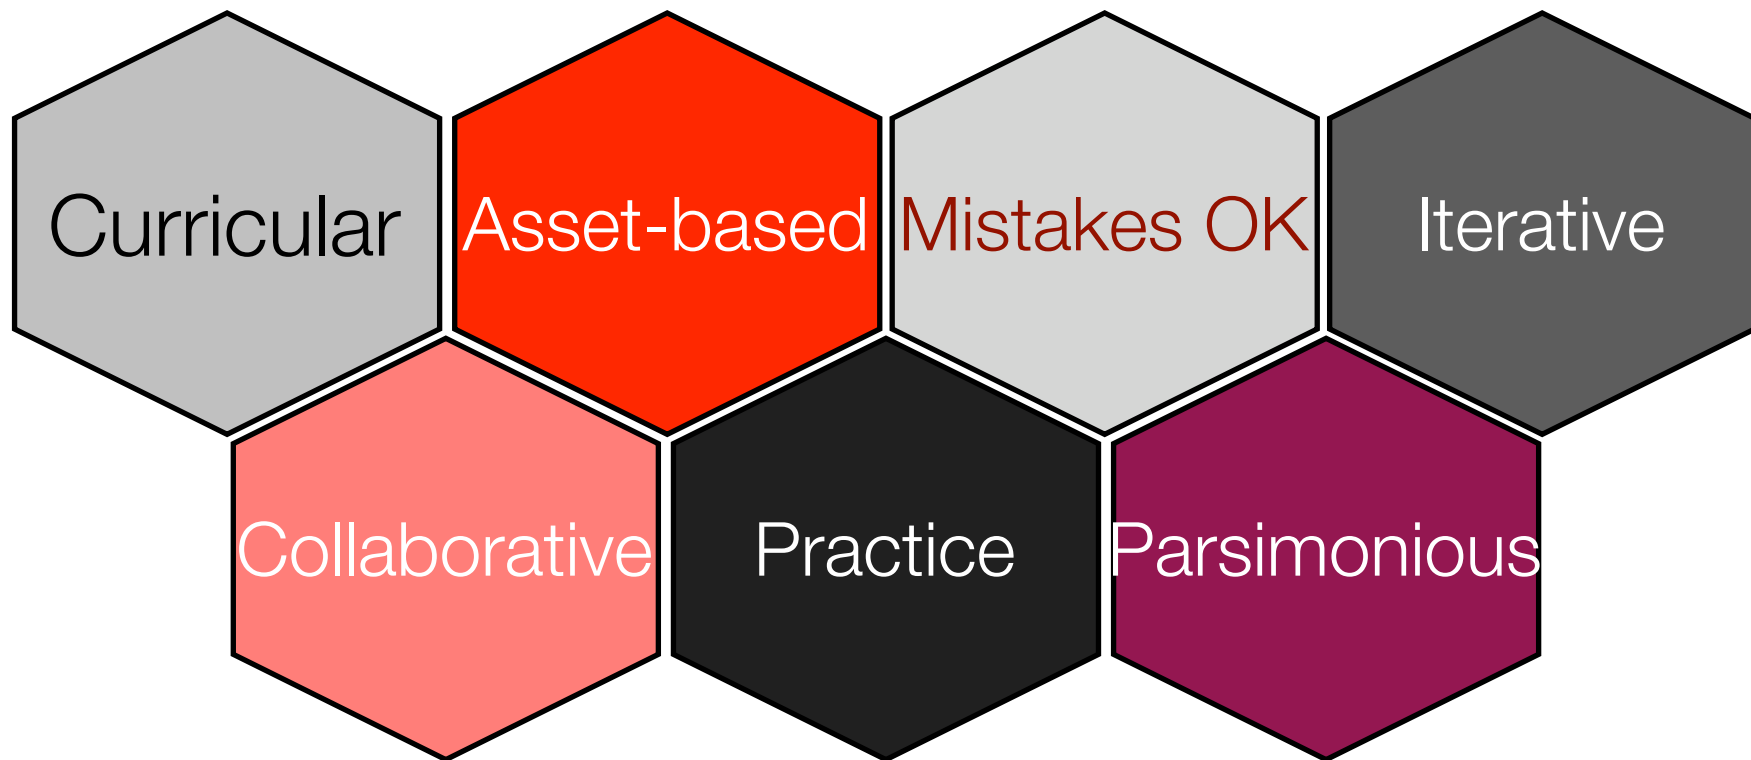 Curricular
Asset-based
Mistakes OK
Iterative
Collaborative
Practice
Parsimonious